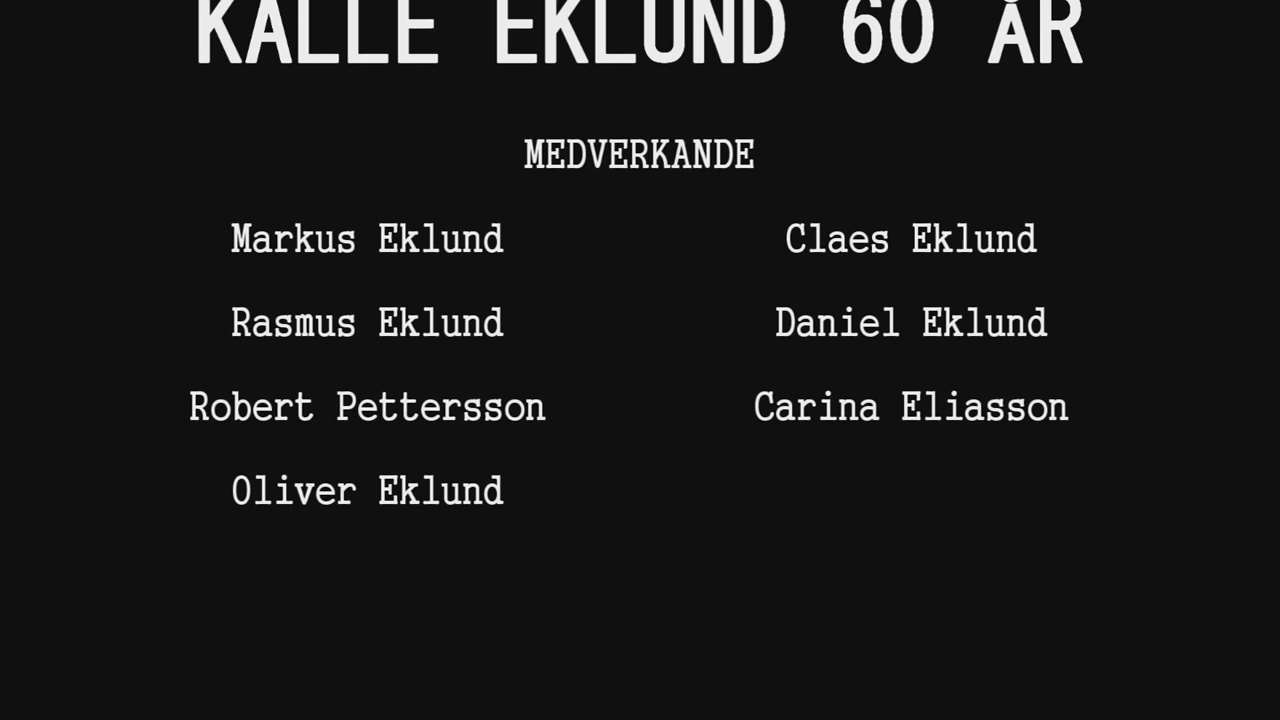 KALLE EKLUND 60 ÅR
MEDVERKANDE
Markus Eklund Claes Eklund
Rasmus Eklund Daniel Eklund
Robert Pettersson Carina Eliasson
Oliver Eklund